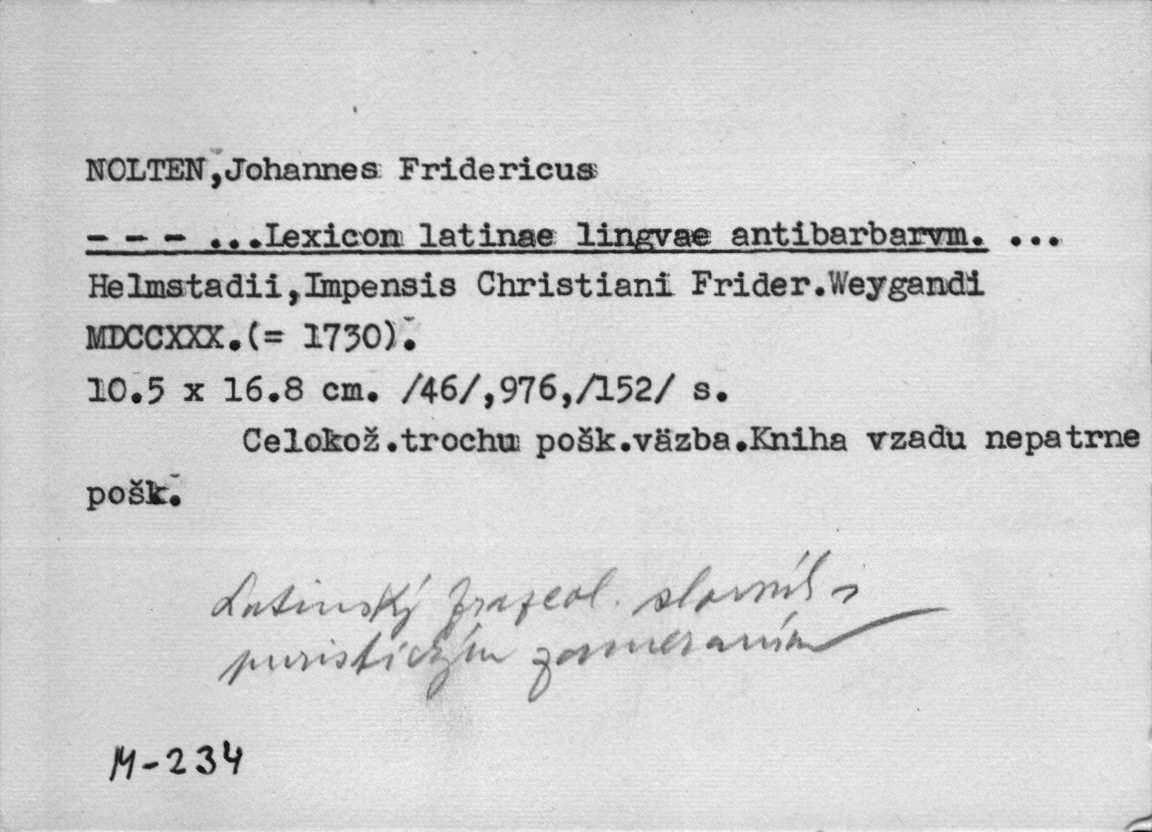 NOLTEN,Johannes Fridericus
- - - ...Lexicon latinae lingvae antibarbarvm. ...
Helmstadii,Impensis Christiani Frider.Weygandi
MDCCXXX.(= 1730).
10.5 x 16.8 cm. /46/,976,/152/ s.
Celokož.trochu pošk.väzba.Kniha vzadu nepatrne
pošk.
Latinský frazeol. slovník s
puristickým zameraním
M-234